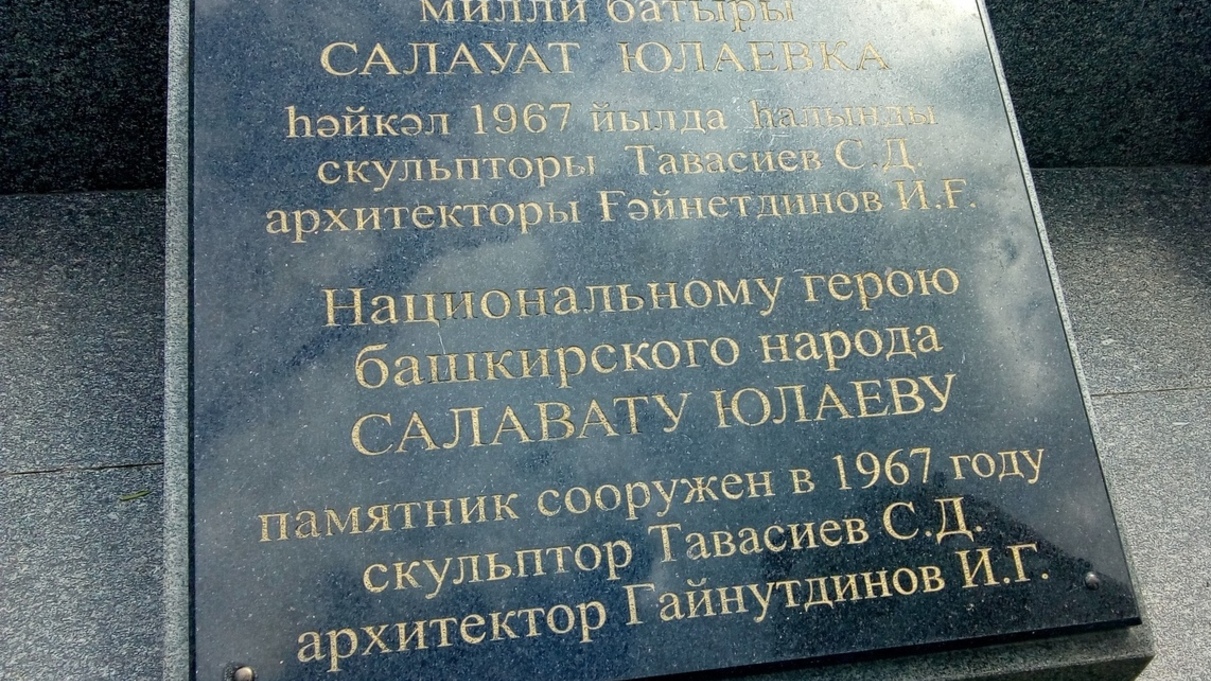 милли батыры
САЛАУАТ ЮЛАЕВКА
һәйкәл 1967 йылда һалынды
скульпторы Тавасиев С.Д.
архитекторы Ғәйнетдинов И.Ғ.
Национальному герою
башкирского народа
САЛАВАТУ ЮЛАЕВУ
памятник сооружен в 1967 году
скульптор Тавасиев С.Д.
архитектор Гайнутдинов И.Г.